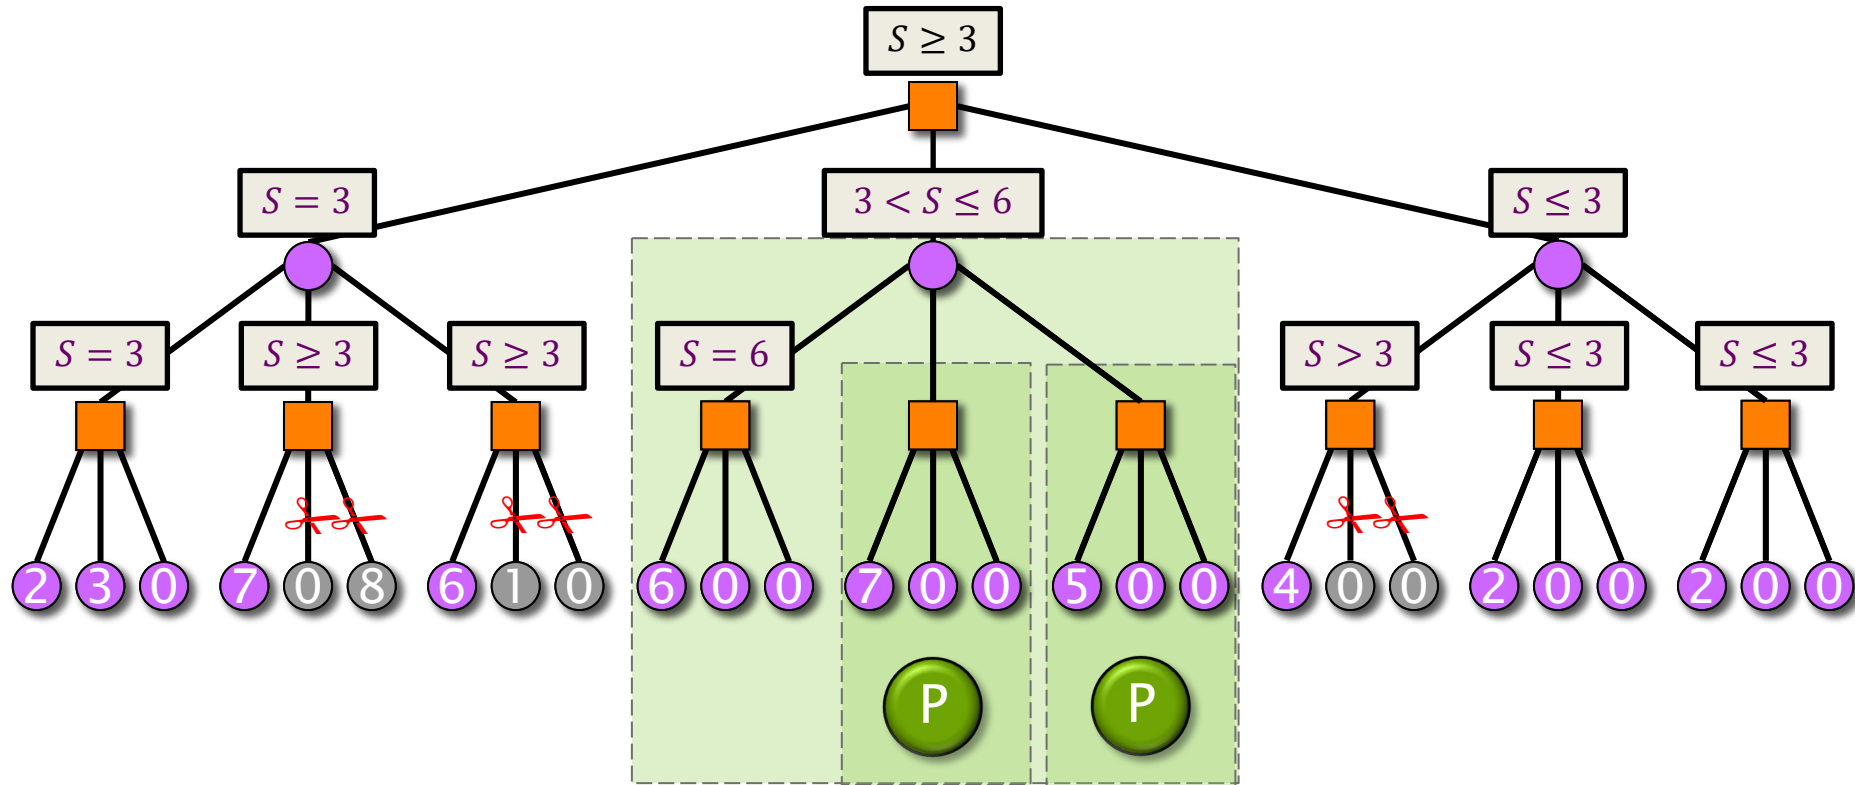 S ≥ 3
S = 3
3 < S ≤ 6
S ≤ 3
S = 3
S ≥ 3
S ≥ 3
S = 6
S > 3
S ≤ 3
S ≤ 3
2 3 0 7 0 8 6 1 0 6 0 0 7 0 0 5 0 0 4 0 0 2 0 0 2 0 0
P
P